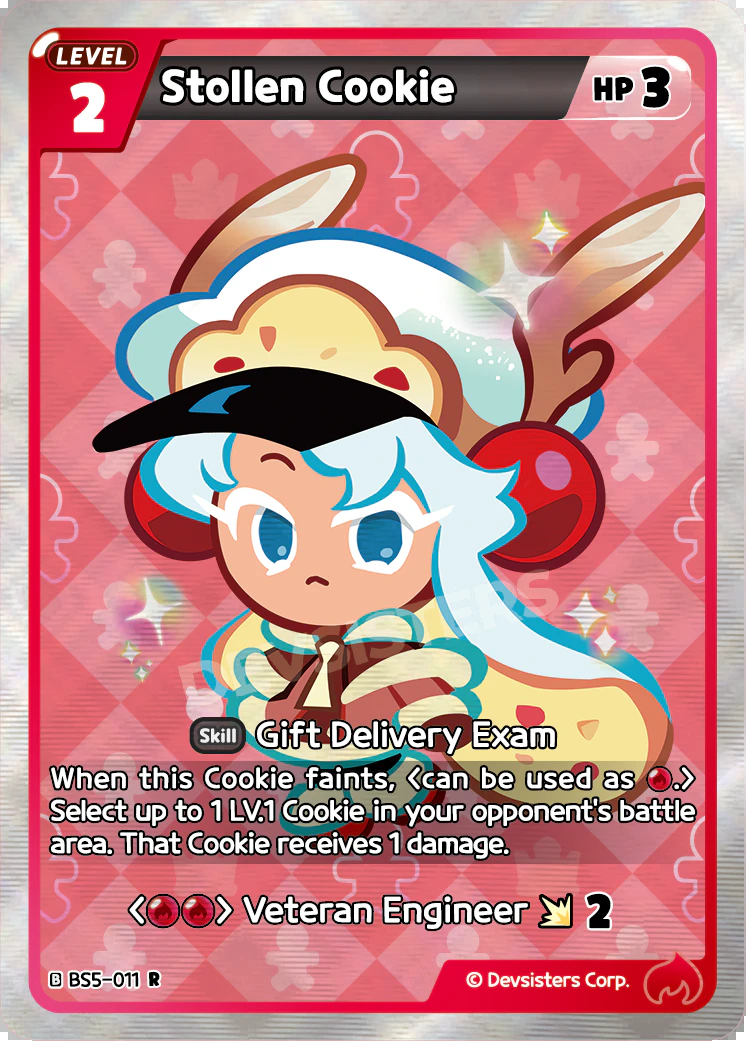 LEVEL
2
Stollen Cookie
HP 3
DEVSISTERS
Skill Gift Delivery Exam
When this Cookie faints, <can be used as .>
Select up to 1 LV.1 Cookie in your opponent's battle
area. That Cookie receives 1 damage.
< > Veteran Engineer 2
B BS5-011 R
© Devsisters Corp.